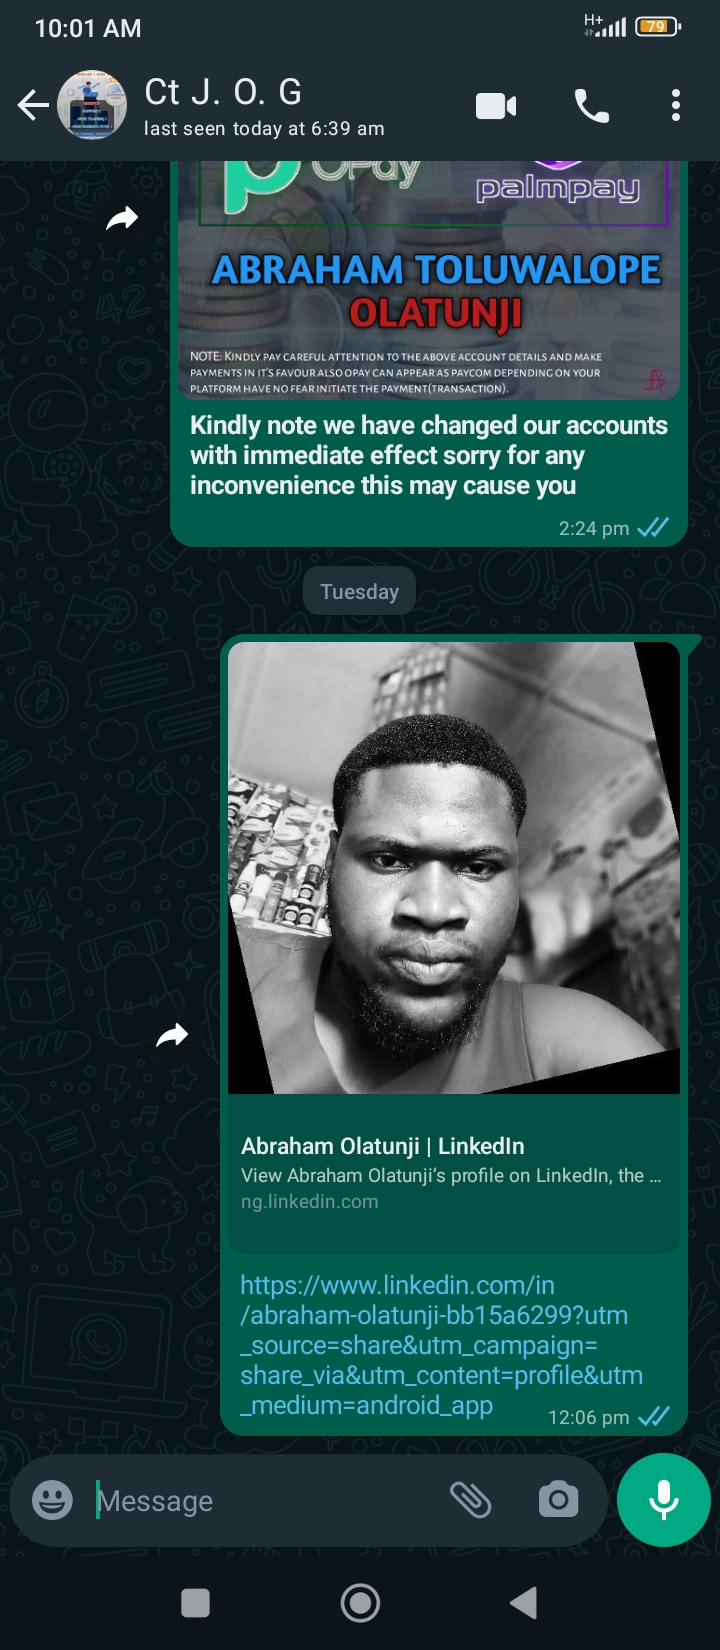 10:01 AM
H+
79
Ct J. O. G
last seen today at 6:39 am
OPay
palmpay
ABRAHAM TOLUWALOPE
OLATUNJI
NOTE: KINDLY PAY CAREFUL ATTENTION TO THE ABOVE ACCOUNT DETAILS AND MAKE
PAYMENTS IN IT'S FAVOUR ALSO OPAY CAN APPEAR AS PAYCOM DEPENDING ON YOUR
PLATFORM HAVE NO FEAR INITIATE THE PAYMENT(TRANSACTION).
Kindly note we have changed our accounts
with immediate effect sorry for any
inconvenience this may cause you
2:24 pm
Tuesday
Abraham Olatunji | LinkedIn
View Abraham Olatunji’s profile on LinkedIn, the ...
ng.linkedin.com
https://www.linkedin.com/in
/abraham-olatunji-bb15a6299?utm
_source=share&utm_campaign=
share_via&utm_content=profile&utm
_medium=android_app
12:06 pm
Message